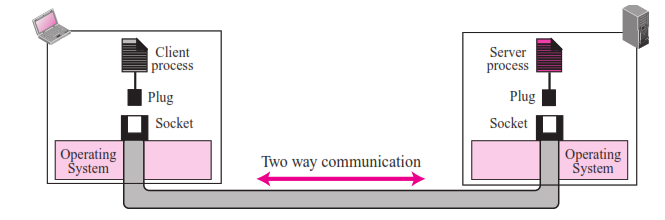 Client
process
Plug
Socket
Operating
System
Two way communication
Server
process
Plug
Socket
Operating
System